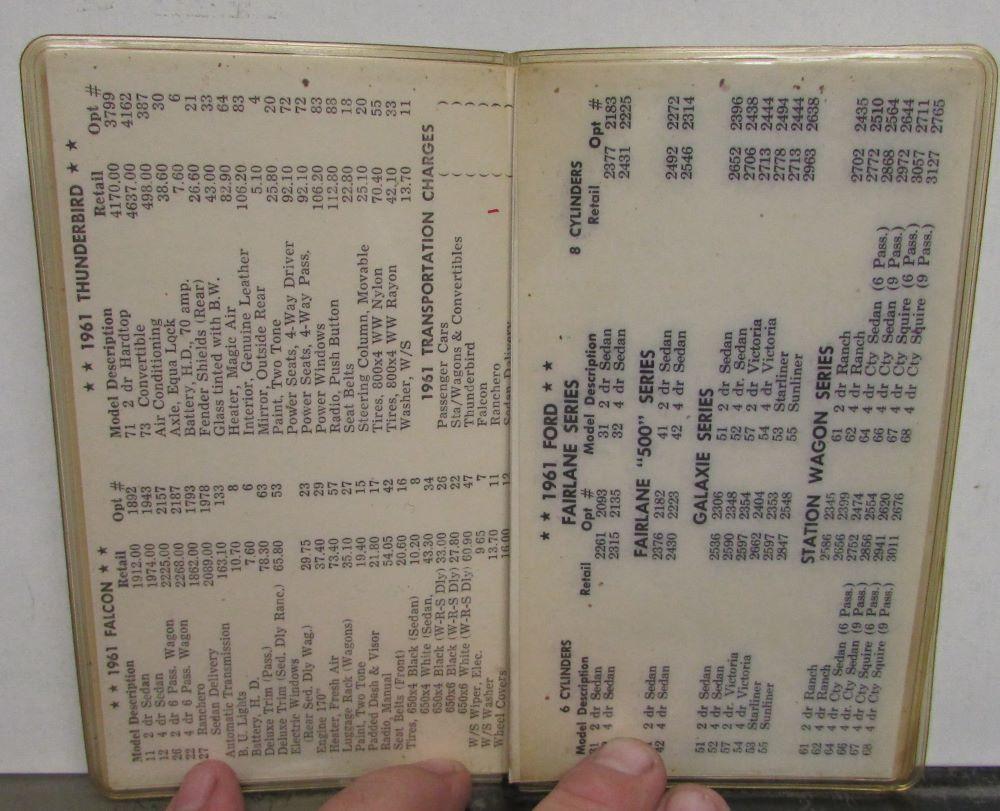 ★ ★ 1961 FALCON ★
Model Description Retail Opt #
11 2 dr Sedan 1912.00 1892
12 4 dr Sedan 1974.00 1943
26 2 dr 6 Pass. Wagon 2225.00 2157
22 4 dr 6 Pass. Wagon 2268.00 2187
27 Ranchero 1862.00 1793
Sedan Delivery 2089.00 1978
Automatic Transmission 163.10 133
B. U. Lights 10.70 8
Battery, H. D. 7.60 6
Deluxe Trim (Pass.) 78.30 63
Deluxe Trim (Sed. Dly Ranc.) 65.80 53
Electric Windows
Rear Sed. Dly Wag.) 29.75 23
Engine 170" 37.40 29
Heater, Fresh Air 73.40 57
Luggage Rack (Wagons) 35.10 27
Paint, Two Tone 19.40 15
Padded Dash & Visor 21.80 17
Radio, Manual 54.05 42
Seat Belts (Front) 20.60 16
Tires, 650x4 Black (Sedan) 10.20 8
650x4 White (Sedan, 43.30 34
650x6 Black (W-R-S Dly) 33.00 26
650x6 Black (W-R-S Dly) 27.80 22
650x6 White (W-R-S Dly) 60.90 47
W/S Wiper, Elec. 9.65 7
W/S Washer 13.70 11
Wheel Covers 16.00 12
★ ★ 1961 THUNDERBIRD ★ ★
Model Description Retail Opt #
71 2 dr Hardtop 4170.00 3799
73 Convertible 4637.00 4162
Air Conditioning 498.00 387
Axle, Equa Lock 38.60 30
Battery, H.D., 70 amp. 7.60 6
Fender Shields (Rear) 26.60 21
Glass tinted with B.W. 43.00 33
Heater, Magic Air 82.90 64
Interior, Genuine Leather 106.20 83
Mirror, Outside Rear 5.10 4
Paint, Two Tone 25.80 20
Power Seats, 4-Way Driver 92.10 72
Power Seats, 4-Way Pass. 92.10 72
Power Windows 106.20 83
Radio, Push Button 112.80 88
Seat Belts 22.80 18
Steering Column, Movable 25.10 20
Tires, 800x4 WW Nylon 70.40 55
Tires, 800x4 WW Rayon 42.10 33
Washer, W/S 13.70 11
1961 TRANSPORTATION CHARGES
Passenger Cars ( )
Sta/Wagons & Convertibles ( )
Thunderbird ( )
Falcon ( )
Ranchero ( )
Sedan Delivery ( )
★ ★ 1961 FORD ★ ★
6 CYLINDERS 8 CYLINDERS
FAIRLANE SERIES
Model Description Retail Opt # Model Description Retail Opt #
31 2 dr Sedan 2261 2093 31 2 dr Sedan 2377 2183
4 dr Sedan 2315 2135 32 4 dr Sedan 2431 2225
FAIRLANE "500" SERIES
2 dr Sedan 2376 2182 41 2 dr Sedan 2492 2272
42 4 dr Sedan 2430 2223 42 4 dr Sedan 2546 2314
GALAXIE SERIES
51 2 dr Sedan 2536 2306 51 2 dr Sedan 2652 2396
52 4 dr Sedan 2590 2348 52 4 dr. Sedan 2706 2438
57 2 dr Victoria 2597 2354 57 2 dr Victoria 2713 2444
54 4 dr Victoria 2662 2404 54 4 dr Victoria 2778 2494
53 Starliner 2597 2353 53 Starliner 2713 2444
55 Sunliner 2847 2548 55 Sunliner 2963 2638
STATION WAGON SERIES
61 2 dr Ranch 2586 2345 61 2 dr Ranch 2702 2435
62 4 dr Ranch 2656 2399 62 4 dr Ranch 2772 2510
64 4 dr Cty Sedan (6 Pass.) 2752 2474 64 4 dr Cty Sedan (6 Pass.) 2868 2564
66 4 dr Cty Sedan (9 Pass.) 2856 2554 66 4 dr Cty Sedan (9 Pass.) 2972 2644
67 4 dr Cty Squire (6 Pass.) 2941 2620 67 4 dr Cty Squire (6 Pass.) 3057 2711
68 4 dr Cty Squire (9 Pass.) 3011 2676 68 4 dr Cty Squire (9 Pass.) 3127 2765